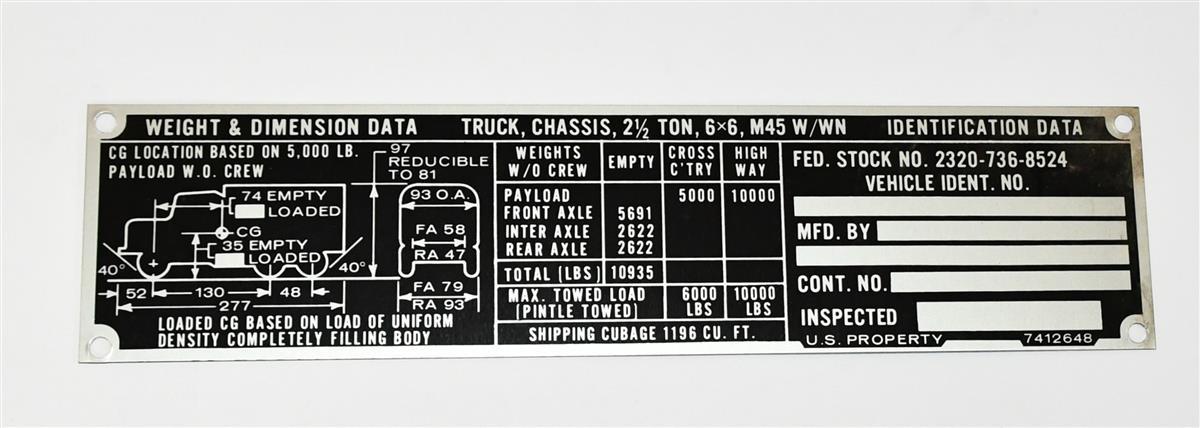 WEIGHT & DIMENSION DATA TRUCK, CHASSIS, 2½ TON, 6×6, M45 W/WN IDENTIFICATION DATA
CG LOCATION BASED ON 5,000 LB.
PAYLOAD W.O. CREW
74 EMPTY
LOADED
CG
35 EMPTY
LOADED
40° 40°
52 130 48
277
97
REDUCIBLE
TO 81
93 O.A.
FA 58
RA 47
FA 79
RA 93
LOADED CG BASED ON LOAD OF UNIFORM
DENSITY COMPLETELY FILLING BODY
WEIGHTS W/O CREW EMPTY CROSS C'TRY HIGH WAY
PAYLOAD 5000 10000
FRONT AXLE 5691
INTER AXLE 2622
REAR AXLE 2622
TOTAL (LBS) 10935
MAX. TOWED LOAD (PINTLE TOWED) 6000 LBS 10000 LBS
SHIPPING CUBAGE 1196 CU. FT.
FED. STOCK NO. 2320-736-8524
VEHICLE IDENT. NO.
MFD. BY
CONT. NO.
INSPECTED
U.S. PROPERTY 7412648